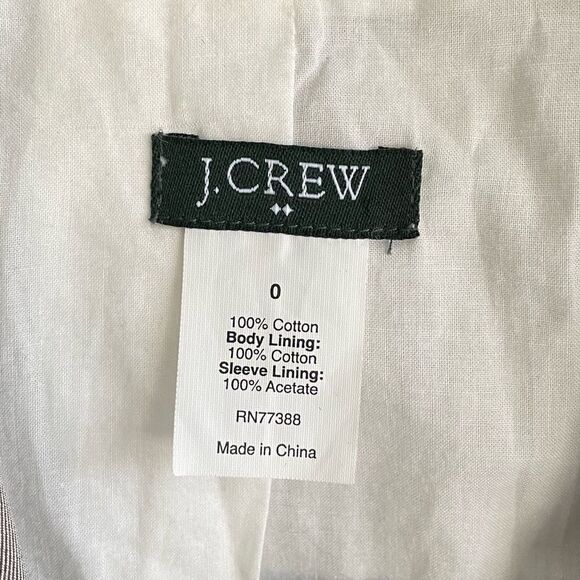 J.CREW
0
100% Cotton
Body Lining:
100% Cotton
Sleeve Lining:
100% Acetate
RN77388
Made in China